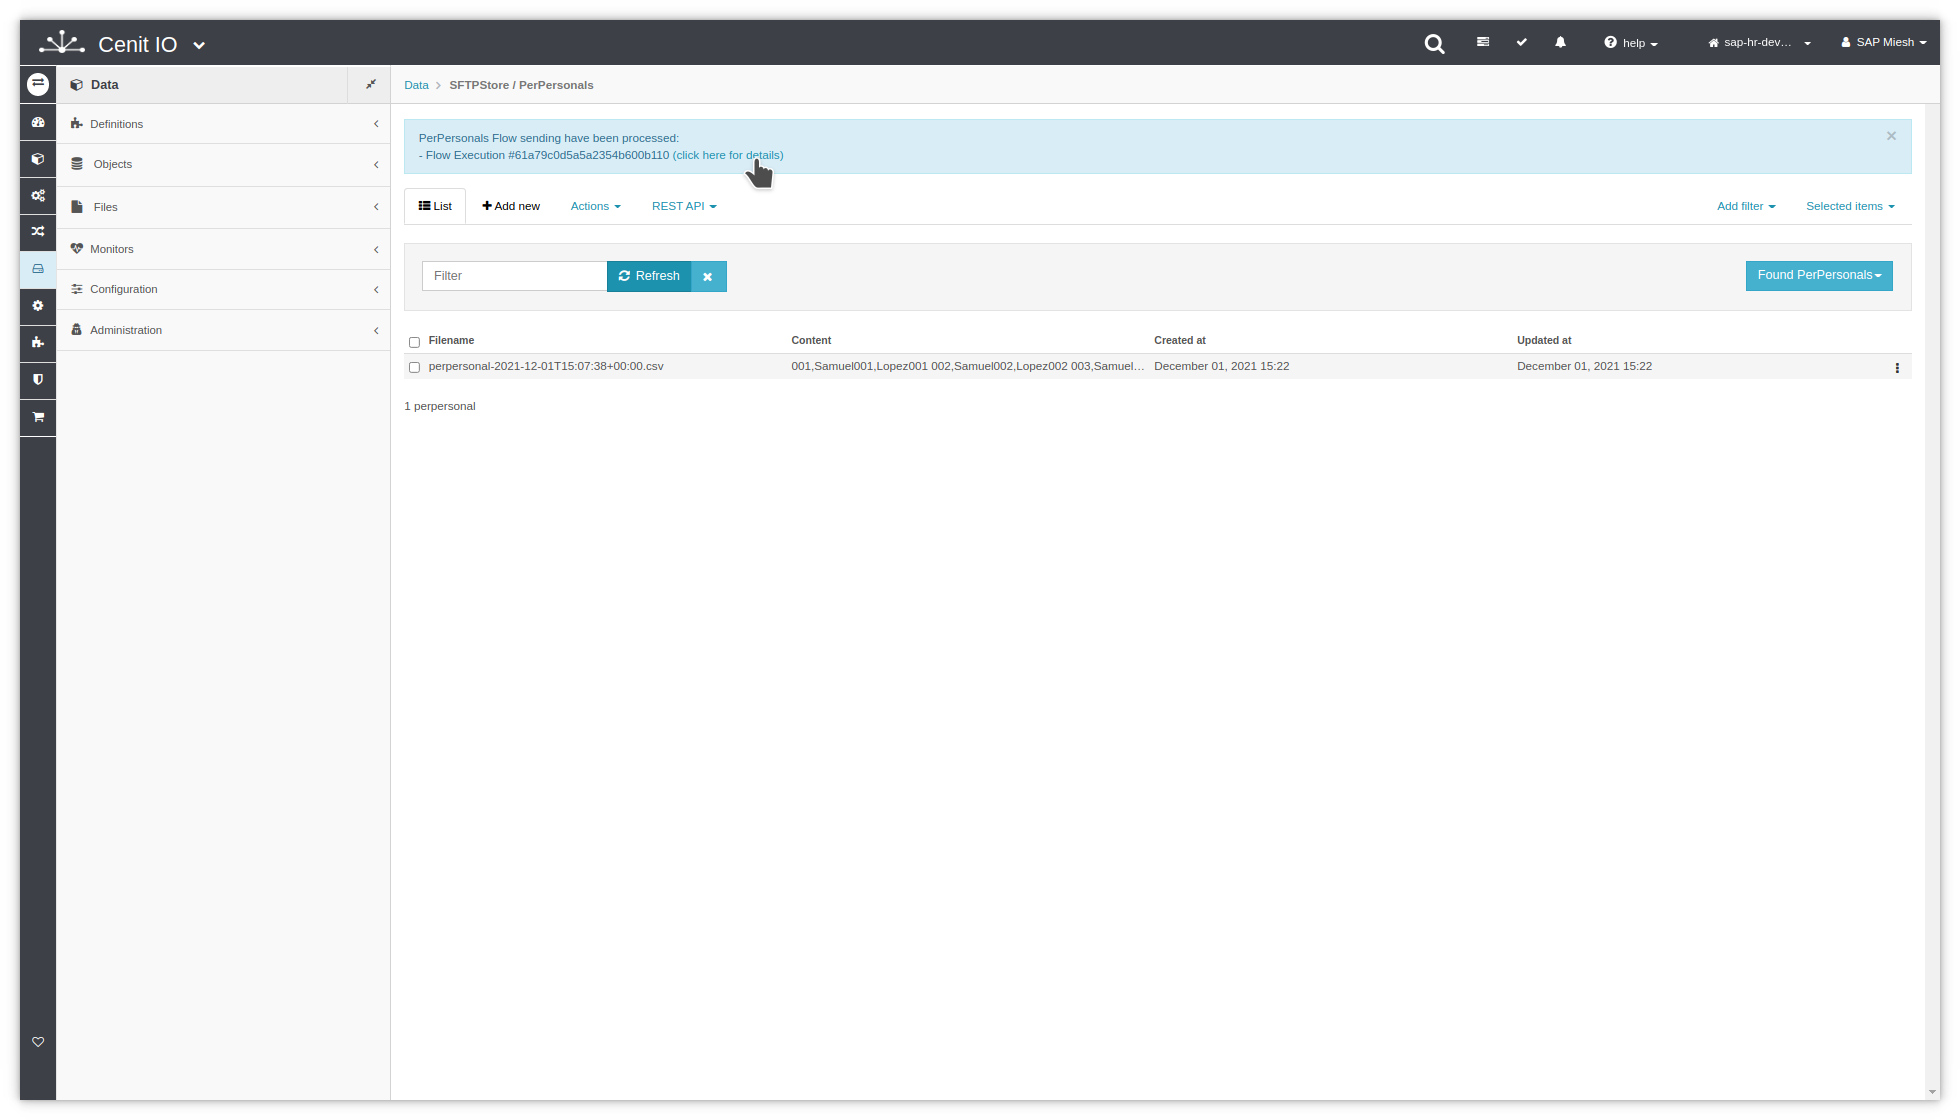 Cenit IO
help
sap-hr-dev...
SAP Miesh
Data
Definitions
Objects
Files
Monitors
Configuration
Administration
Data > SFTPStore / PerPersonals
PerPersonals Flow sending have been processed:
- Flow Execution #61a79c0d5a5a2354b600b110 (click here for details)
×
List
Add new
Actions
REST API
Add filter
Selected items
Filter
Refresh
Found PerPersonals
Filename Content Created at Updated at
perpersonal-2021-12-01T15:07:38+00:00.csv 001,Samuel001,Lopez001 002,Samuel002,Lopez002 003,Samuel... December 01, 2021 15:22 December 01, 2021 15:22
1 perpersonal